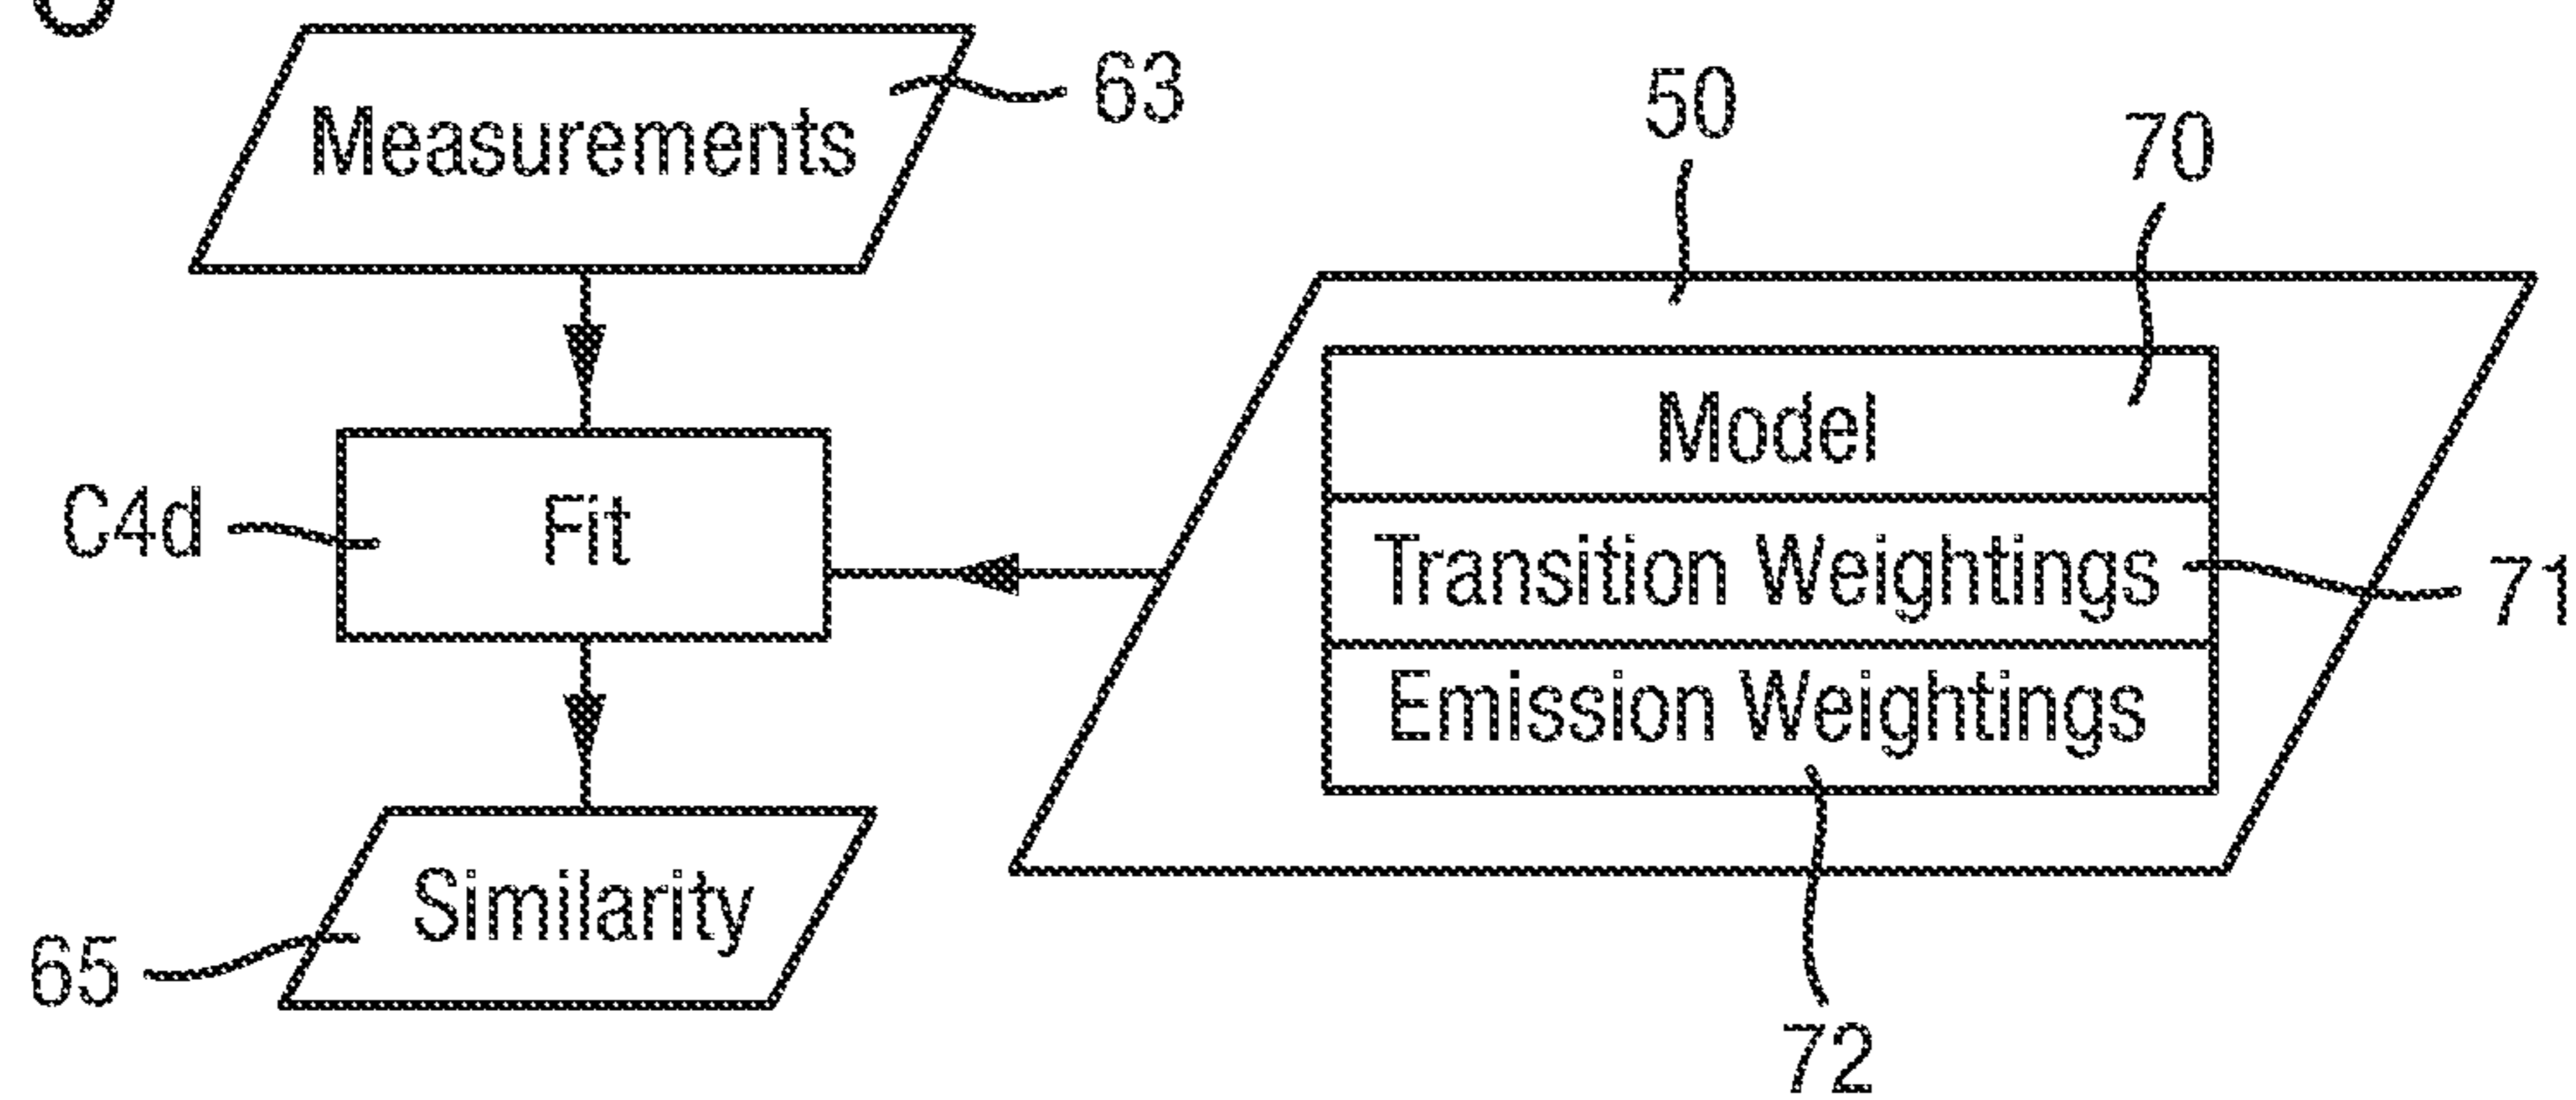 Measurements
63
50
70
Model
C4d
Fit
Transition Weightings
71
Emission Weightings
Similarity
65
72